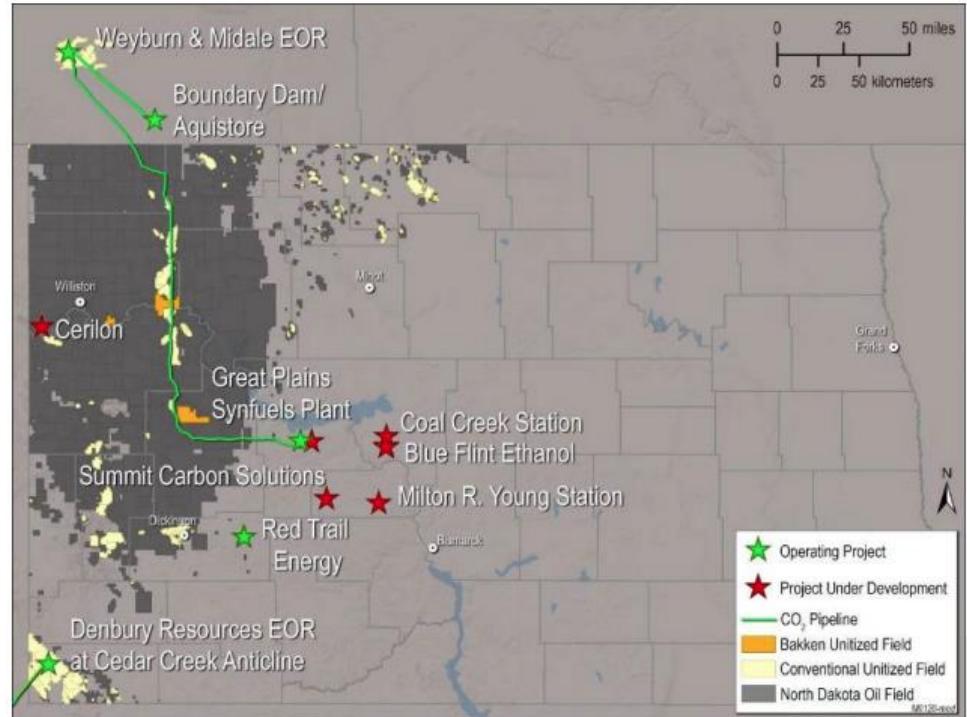 Weyburn & Midale EOR
0 25 50 miles
0 25 50 kilometers
Boundary Dam/
Aquistore
Williston
Minot
Cerilon
Grand
Forks
Great Plains
Synfuels Plant
Coal Creek Station
Blue Flint Ethanol
Summit Carbon Solutions
Milton R. Young Station
Dickinson
Red Trail
Energy
Bismarck
N
Denbury Resources EOR
at Cedar Creek Anticline
Operating Project
Project Under Development
CO₂ Pipeline
Bakken Unitized Field
Conventional Unitized Field
North Dakota Oil Field